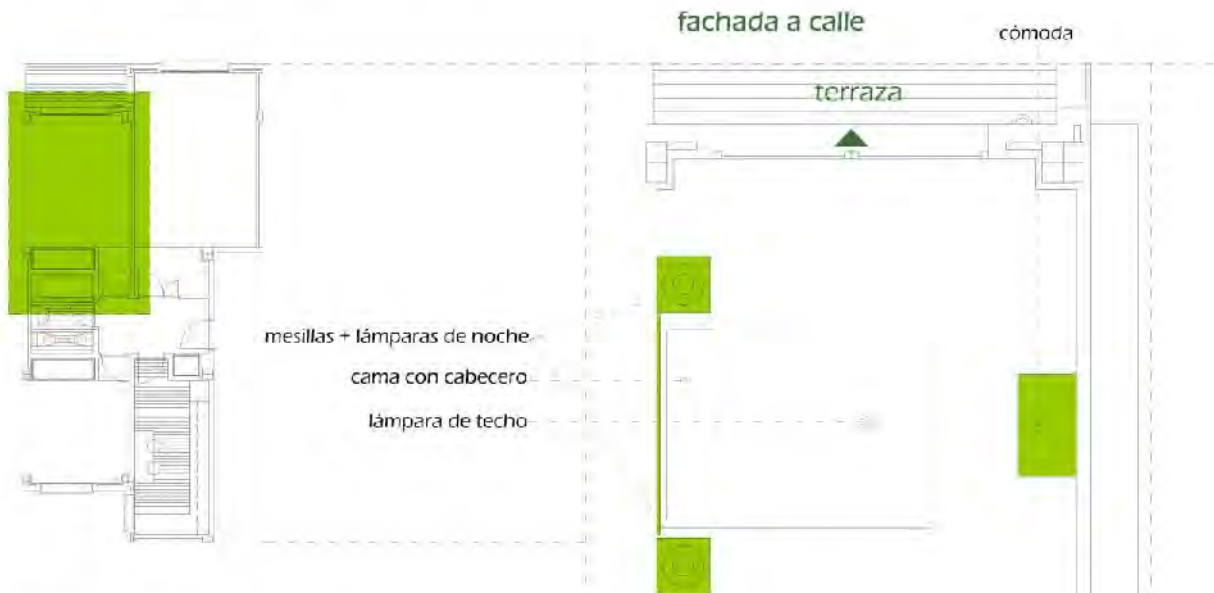 fachada a calle
cómoda
terraza
mesillas + lámparas de noche
cama con cabecero
lámpara de techo